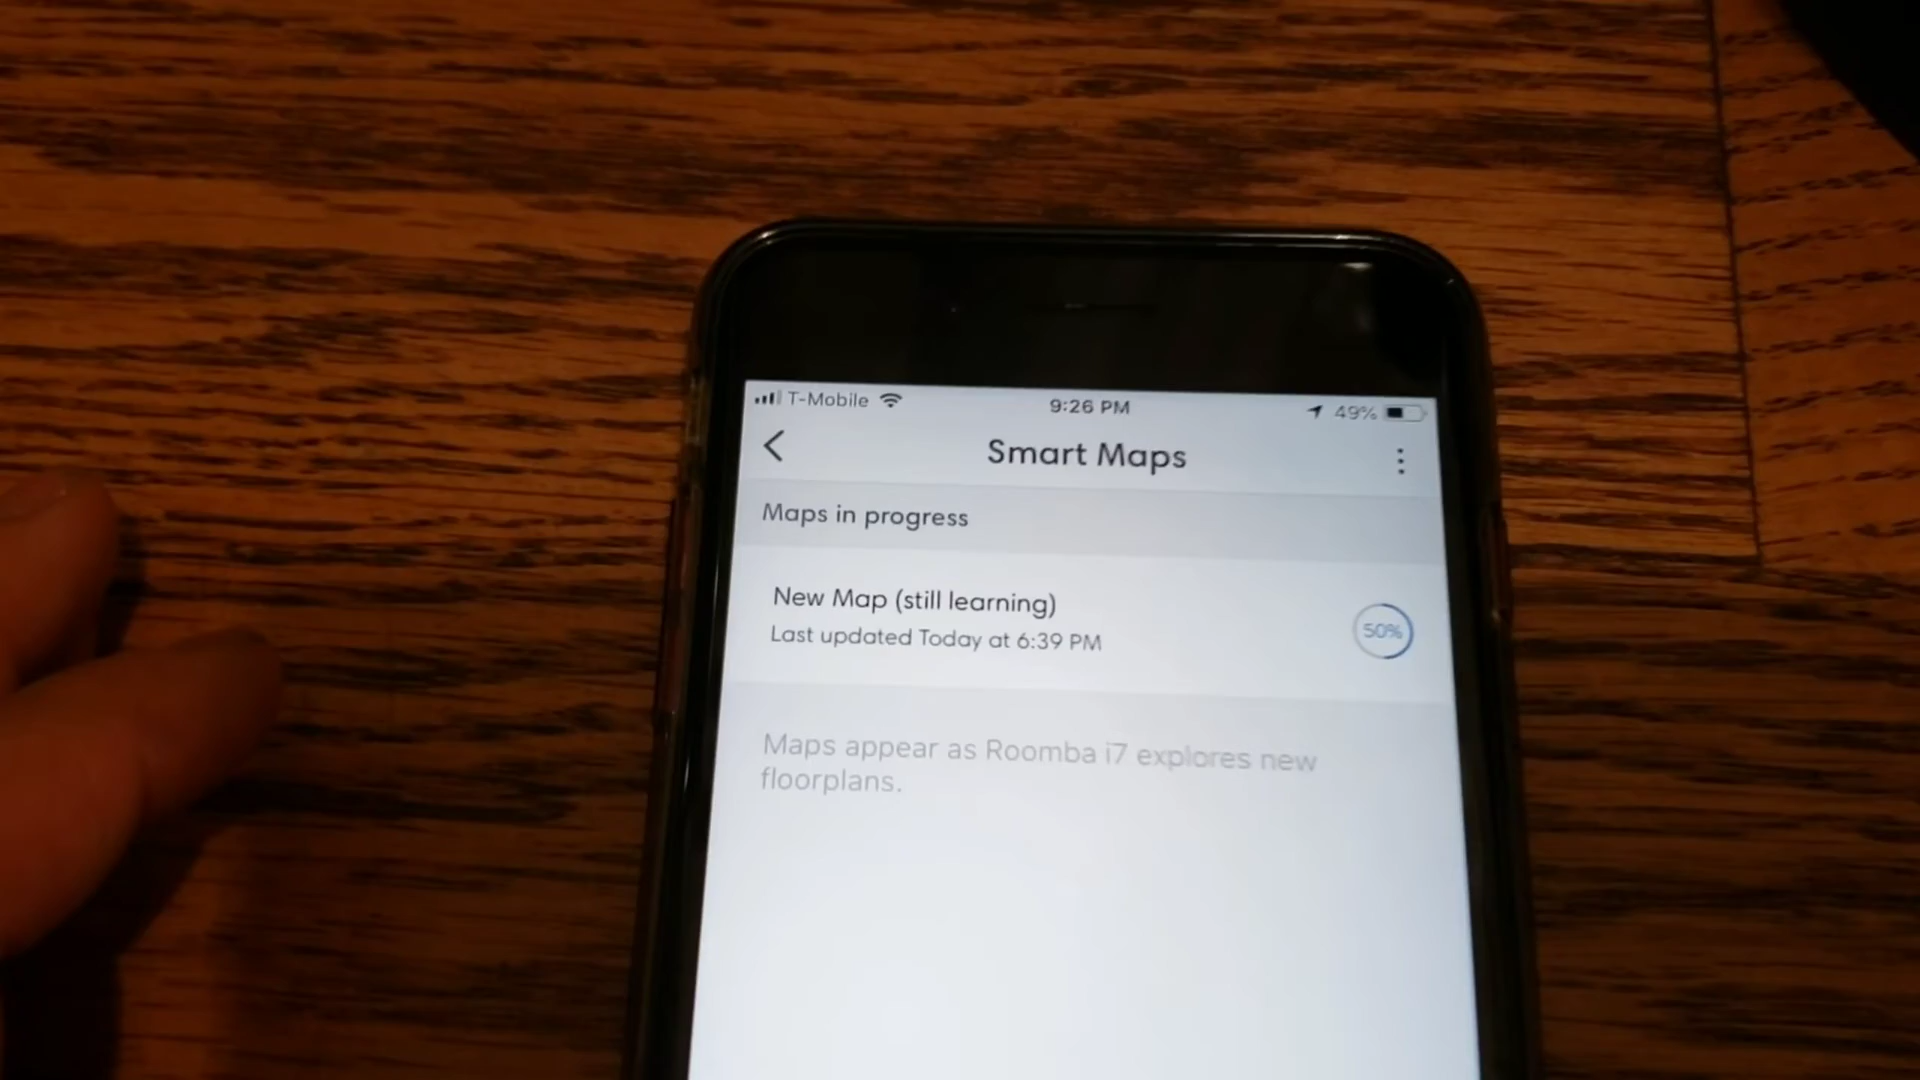 T-Mobile 9:26 PM 49%
Smart Maps
Maps in progress
New Map (still learning)
Last updated Today at 6:39 PM
50%
Maps appear as Roomba i7 explores new
floorplans.